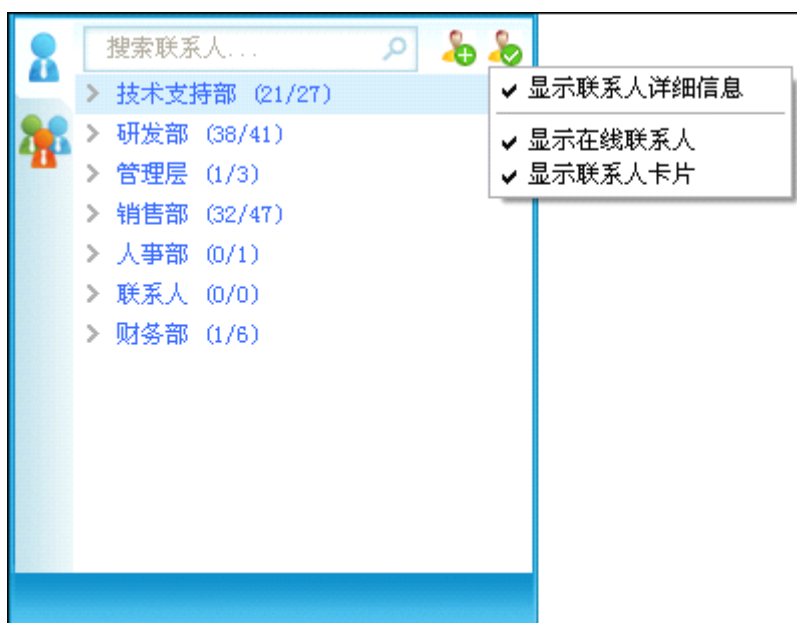 搜索联系人...
技术支持部 (21/27)
显示联系人详细信息
研发部 (38/41)
显示在线联系人
管理层 (1/3)
显示联系人卡片
销售部 (32/47)
人事部 (0/1)
联系人 (0/0)
财务部 (1/6)